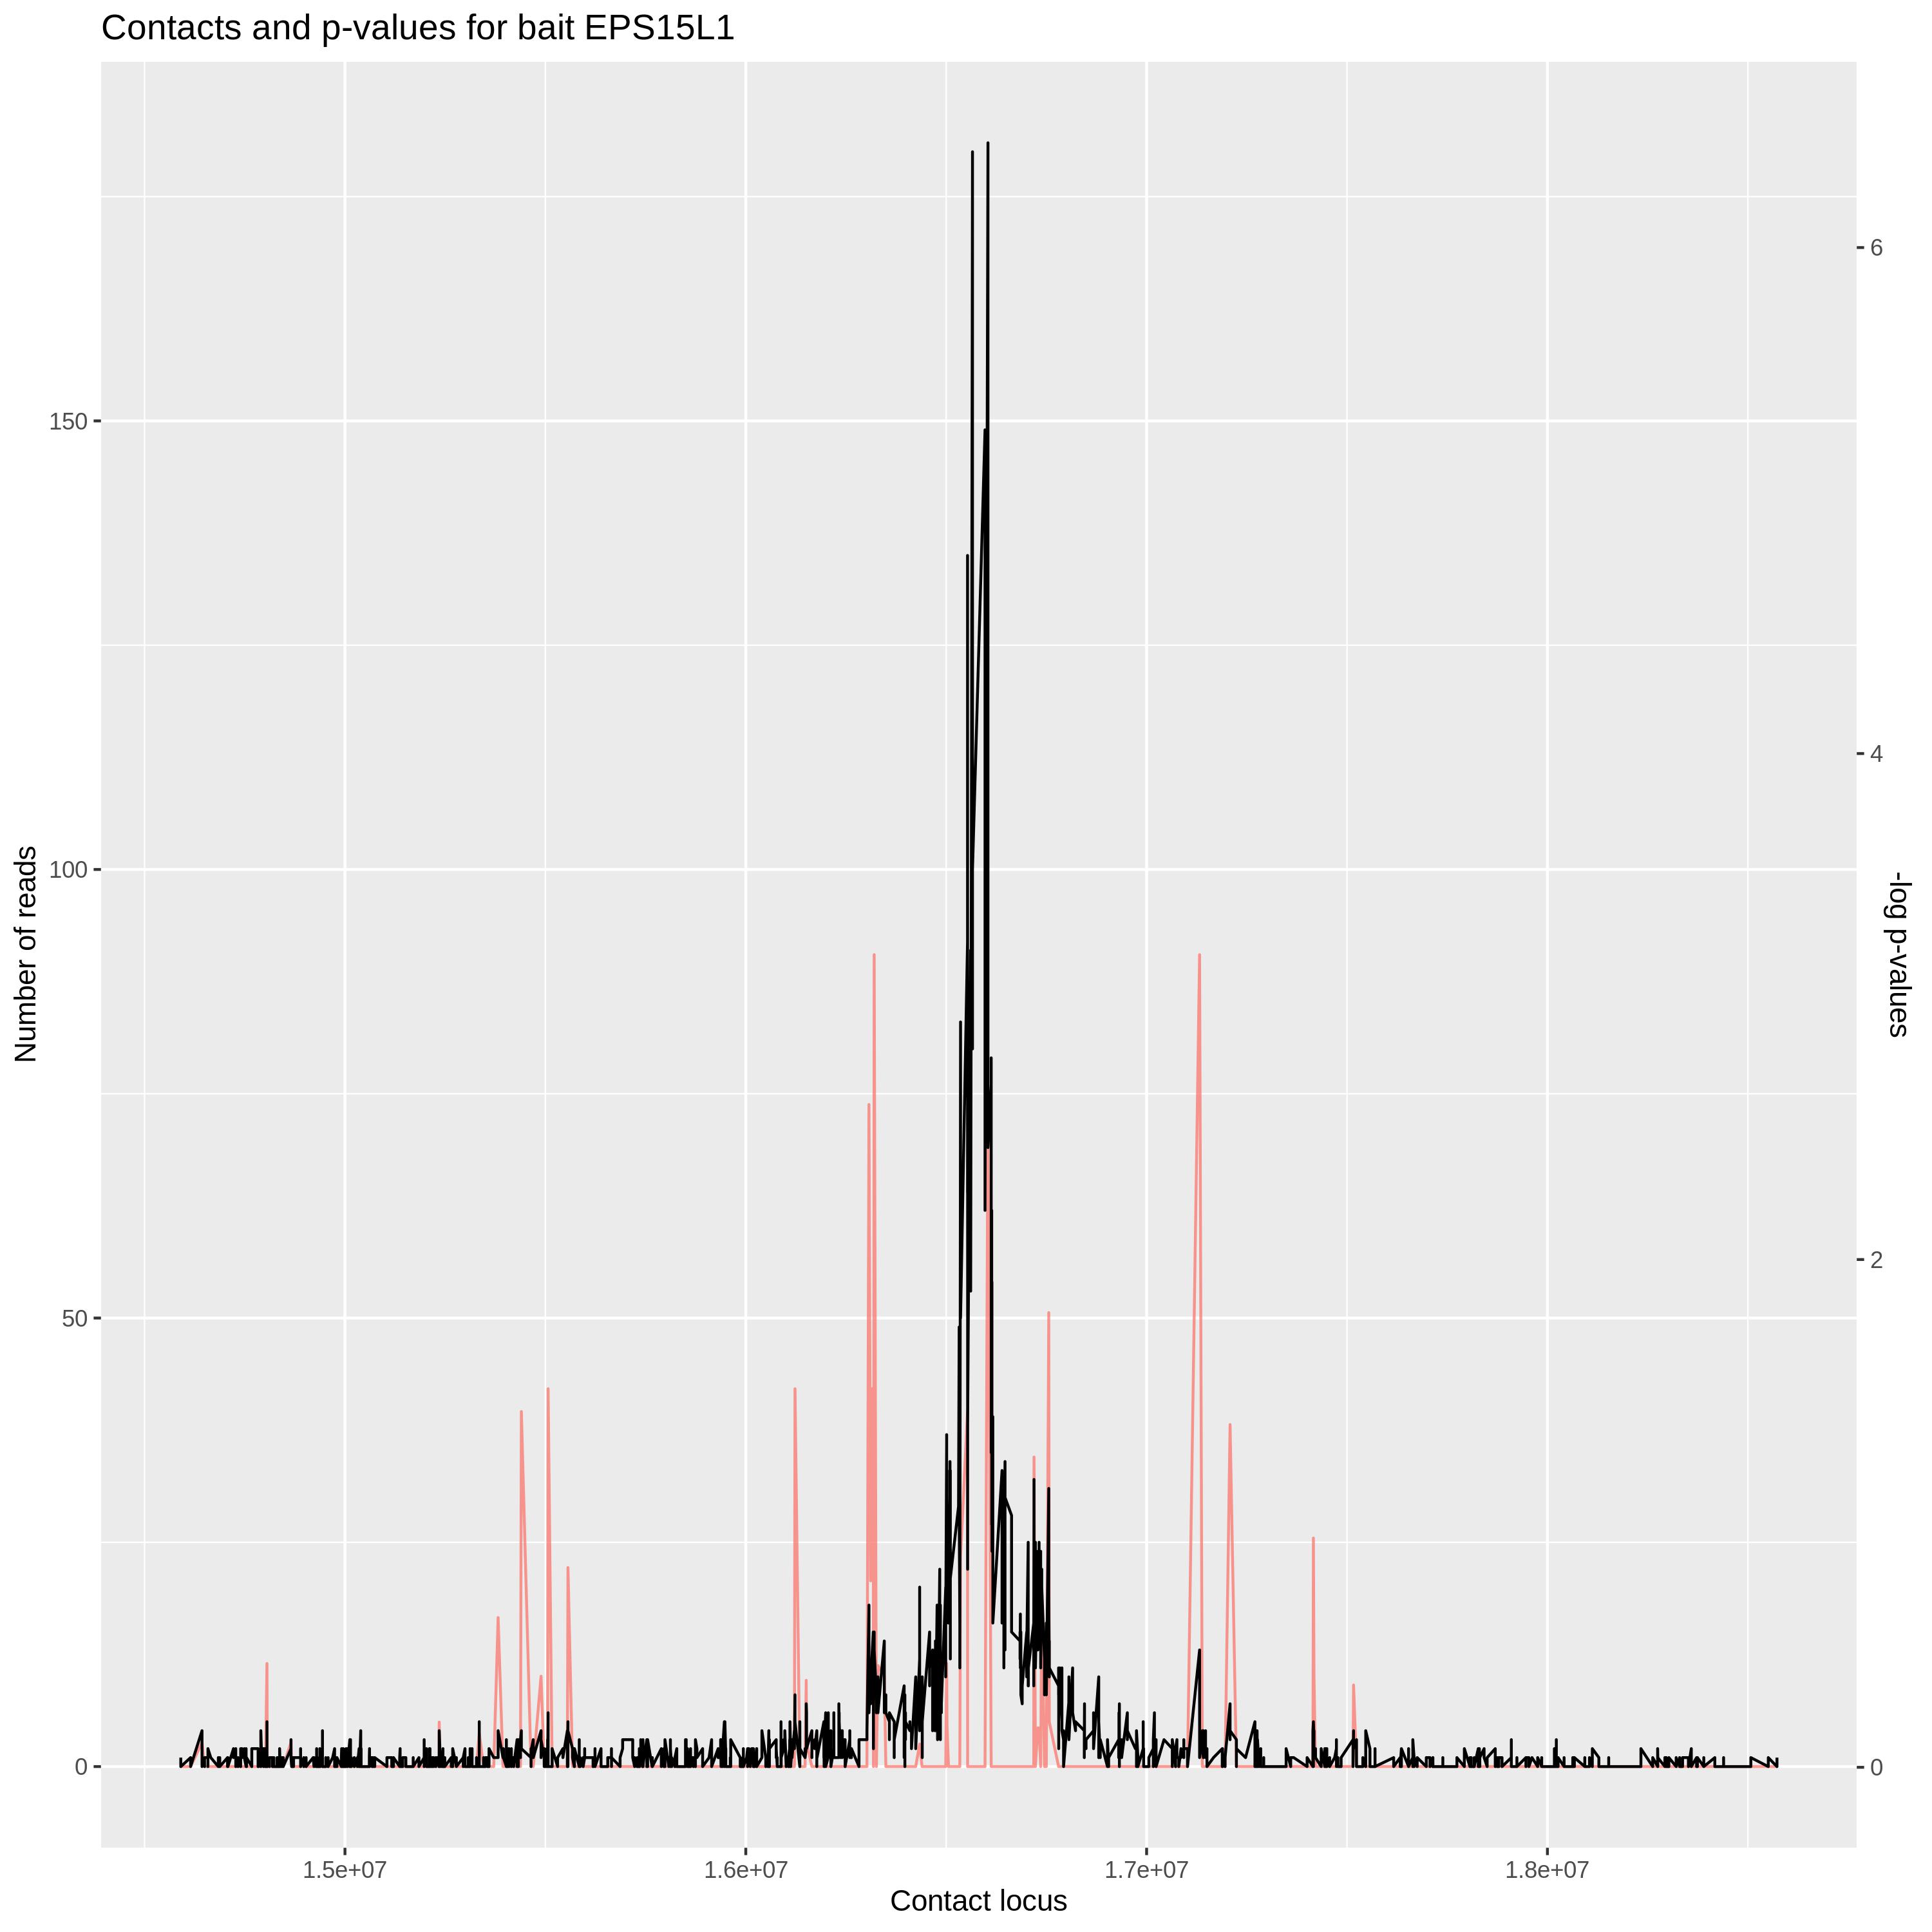 Contacts and p-values for bait EPS15L1
Number of reads
150
100
50
0
6
4
2
0
-log p-values
1.5e+07
1.6e+07
1.7e+07
1.8e+07
Contact locus